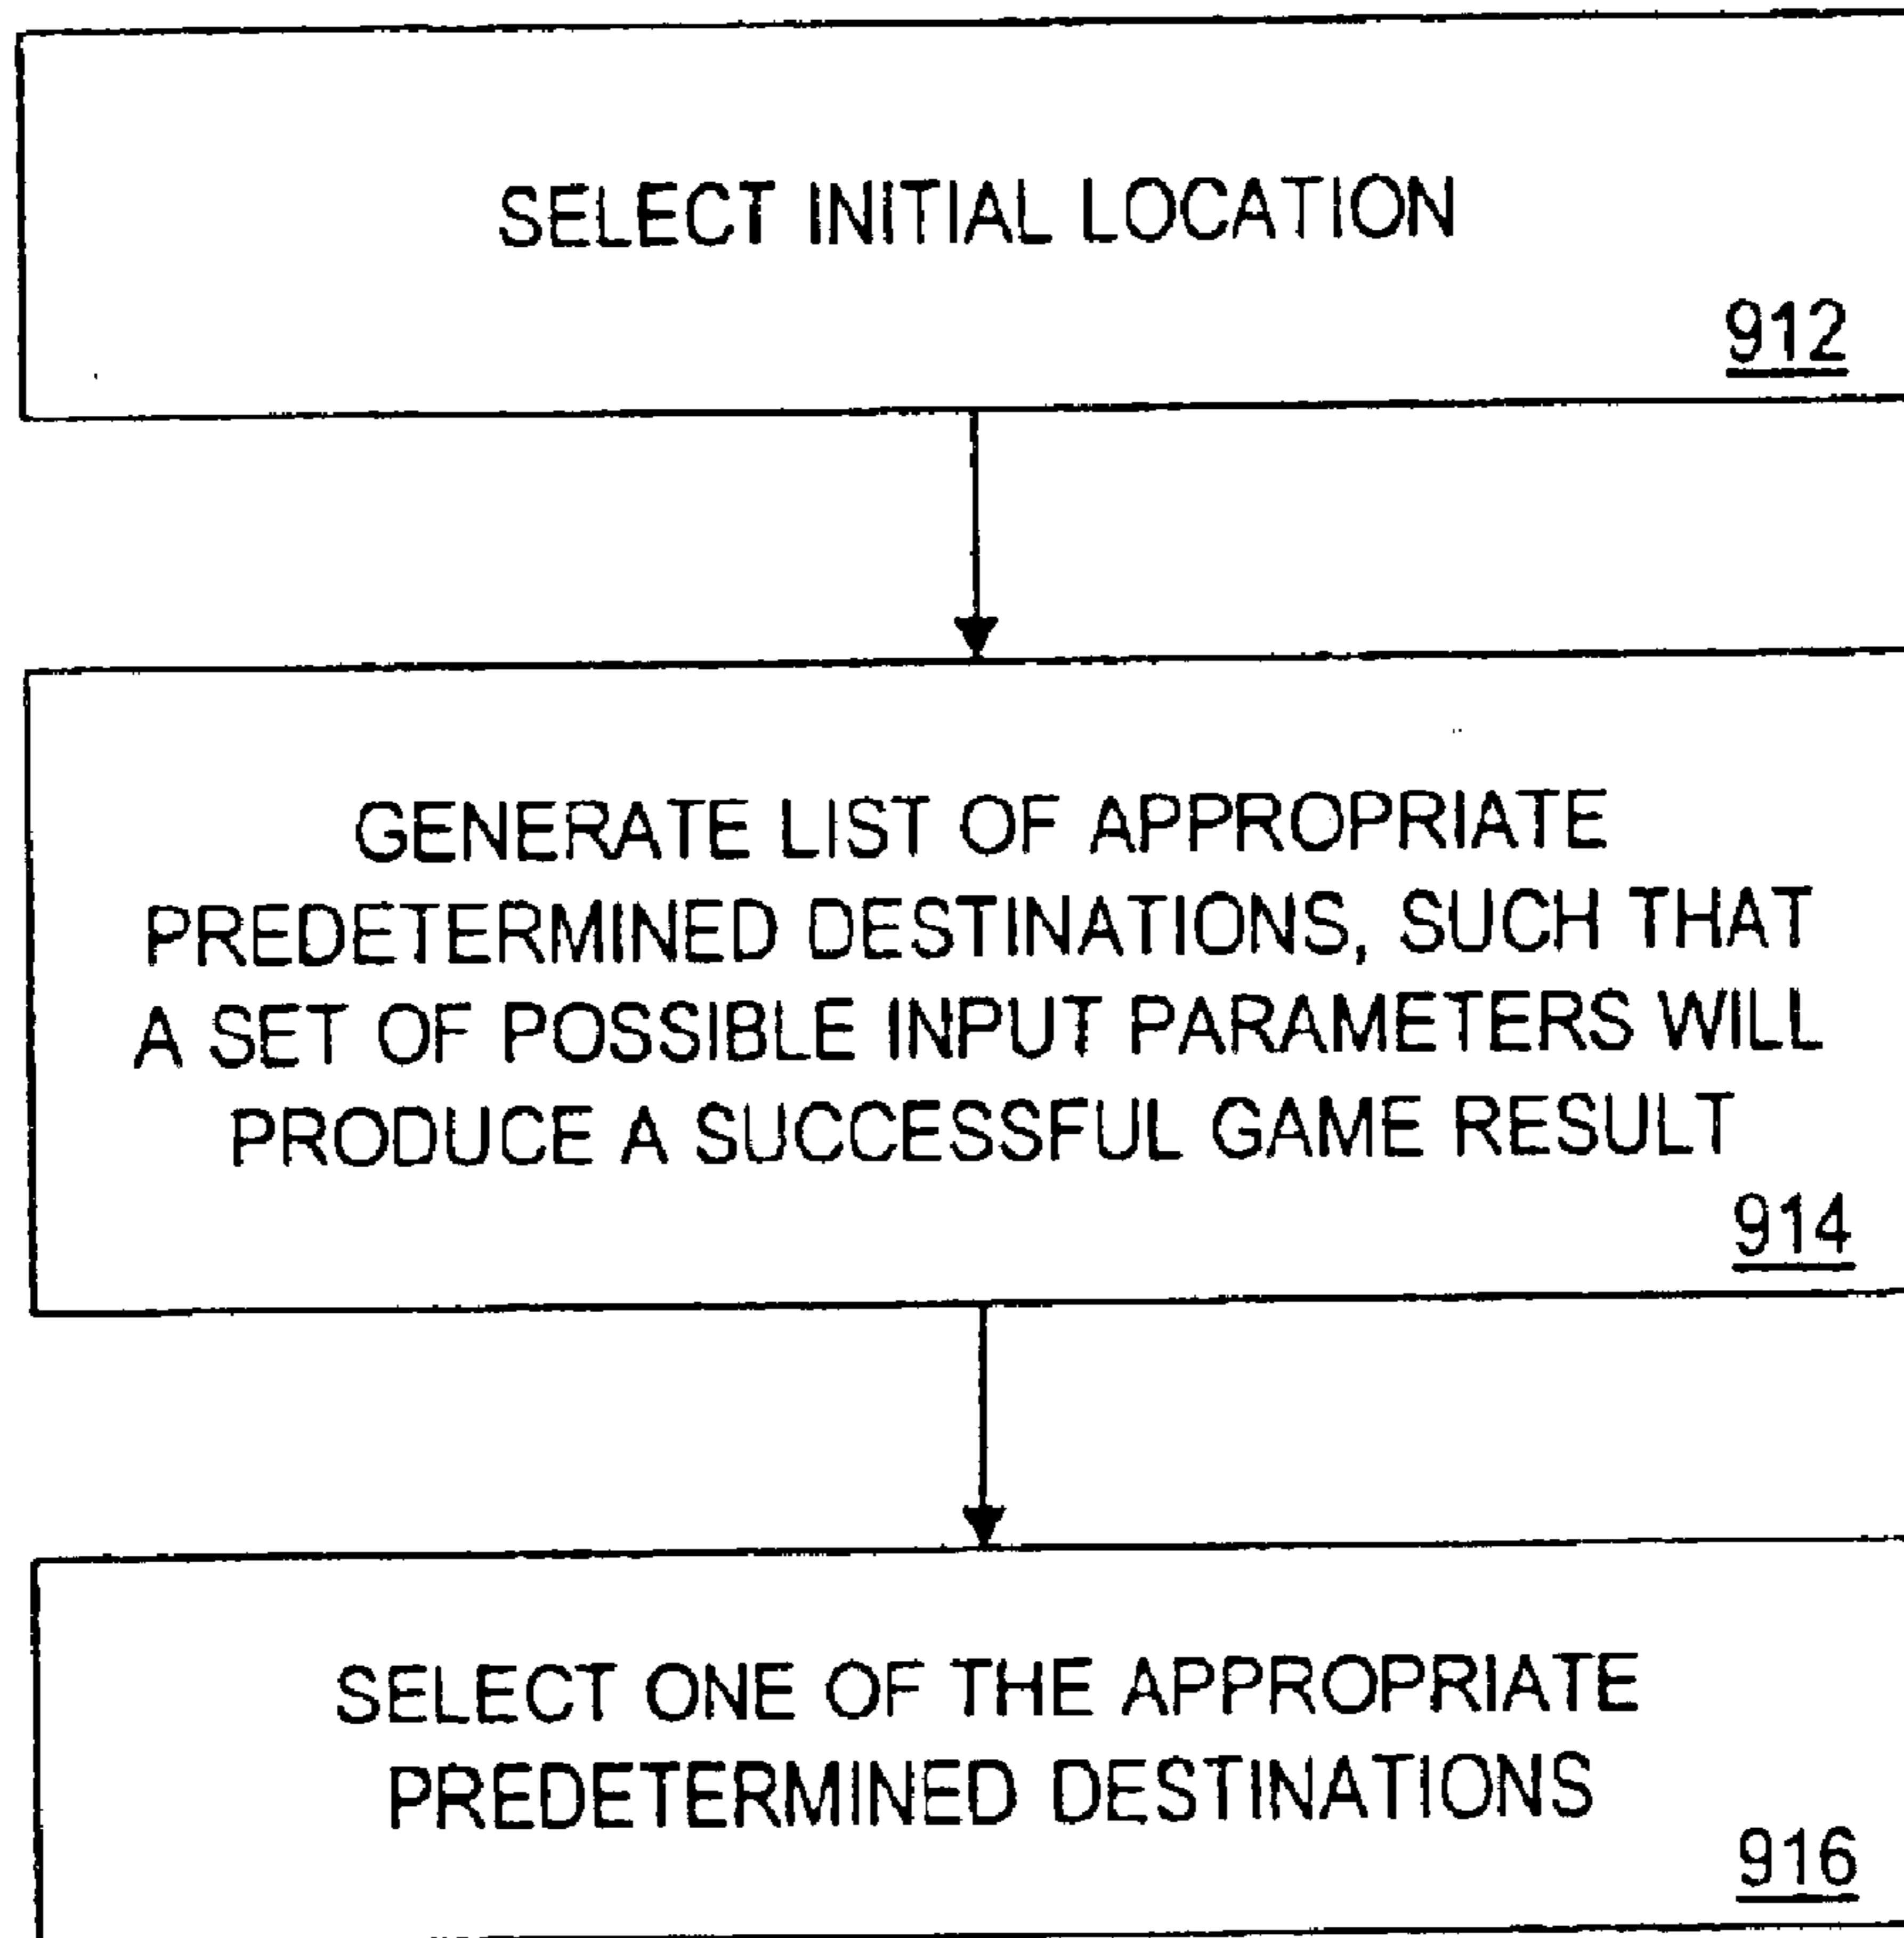 SELECT INITIAL LOCATION
912
GENERATE LIST OF APPROPRIATE
PREDETERMINED DESTINATIONS, SUCH THAT
A SET OF POSSIBLE INPUT PARAMETERS WILL
PRODUCE A SUCCESSFUL GAME RESULT
914
SELECT ONE OF THE APPROPRIATE
PREDETERMINED DESTINATIONS
916